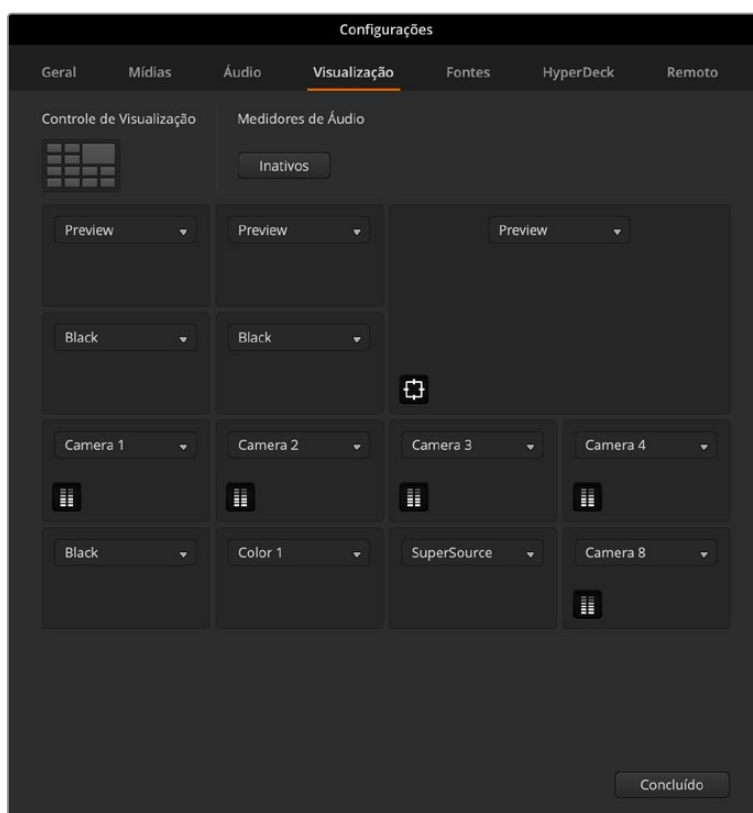 Configurações
Geral Mídias Áudio Visualização Fontes HyperDeck Remoto
Controle de Visualização Medidores de Áudio
Inativos
Preview Preview Preview
Black Black
Camera 1 Camera 2 Camera 3 Camera 4
Black Color 1 SuperSource Camera 8
Concluído